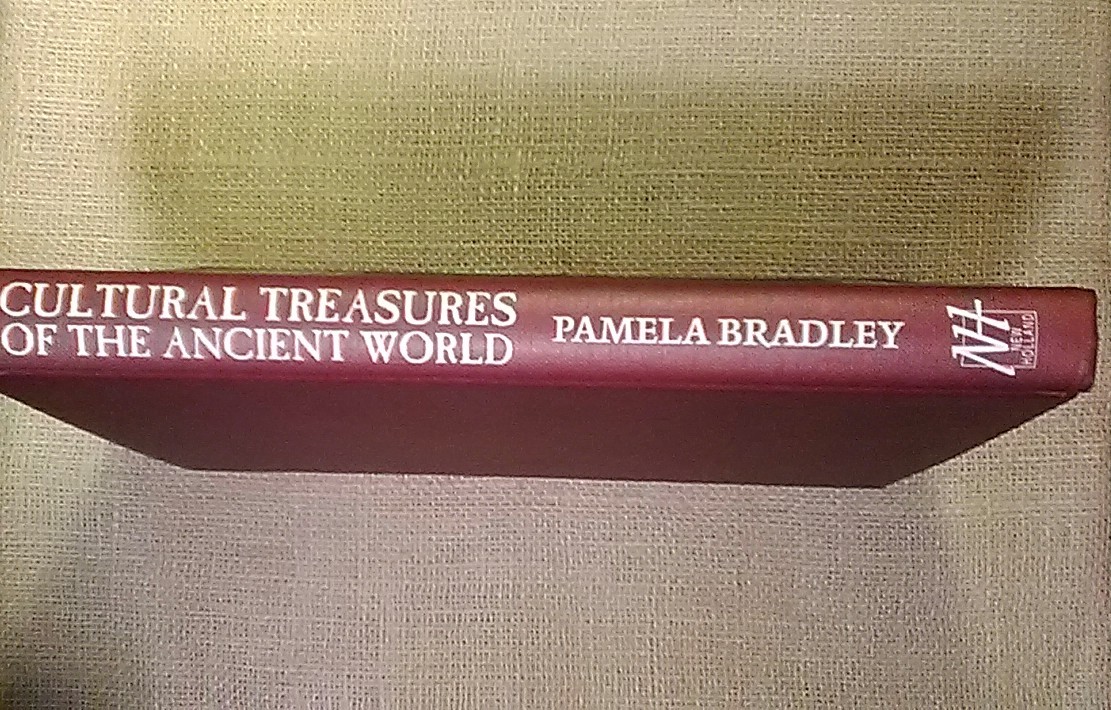 CULTURAL TREASURES
OF THE ANCIENT WORLD
PAMELA BRADLEY
NH
NEW
HOLLAND